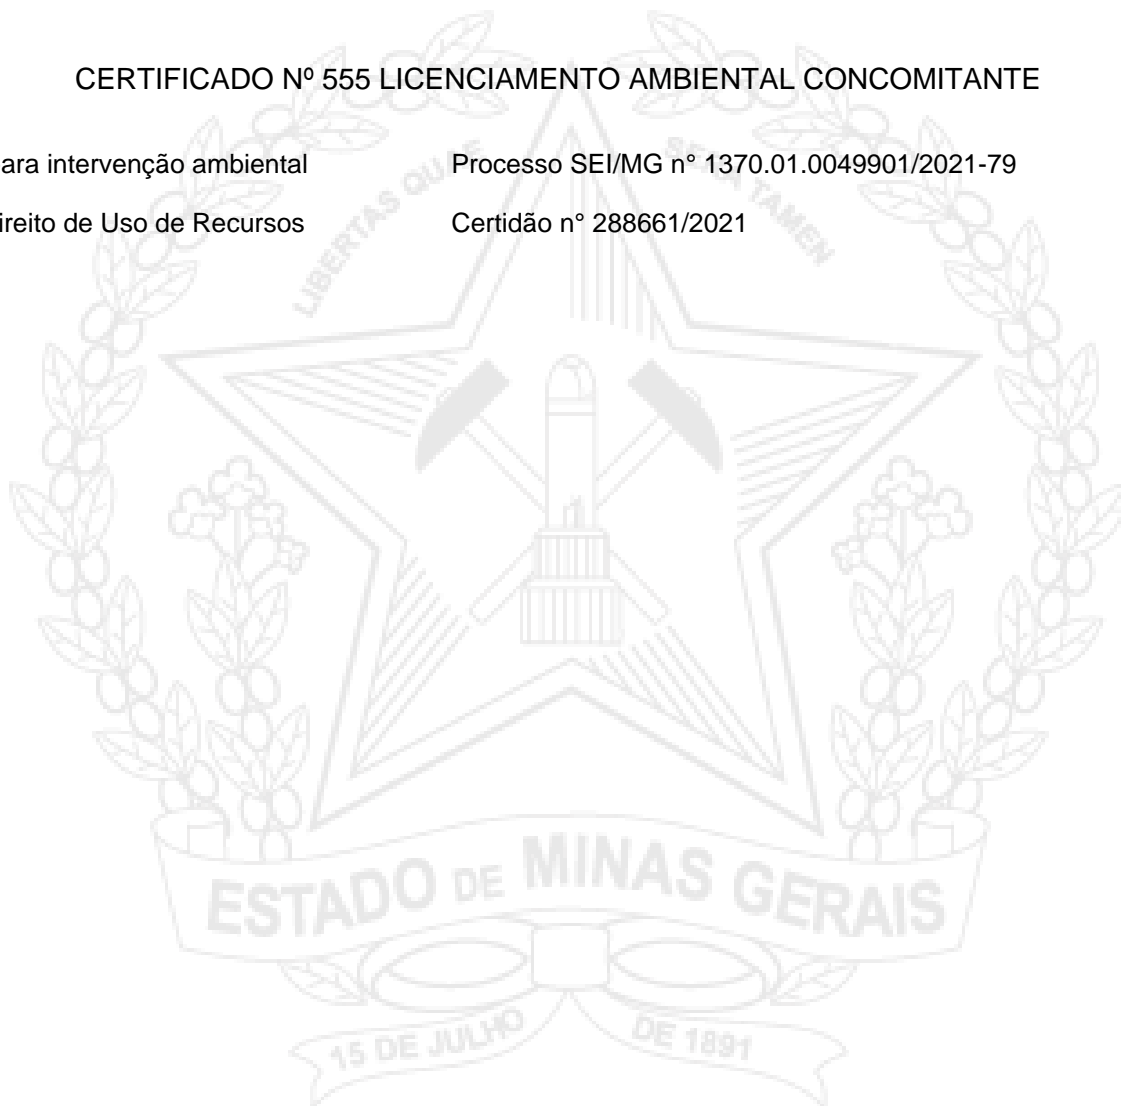 CERTIFICADO Nº 555 LICENCIAMENTO AMBIENTAL CONCOMITANTE
ara intervenção ambiental Processo SEI/MG n° 1370.01.0049901/2021-79
ireito de Uso de Recursos Certidão n° 288661/2021
LIBERTAS QUÆ SERA TAMEN
ESTADO DE MINAS GERAIS
15 DE JULHO DE 1891